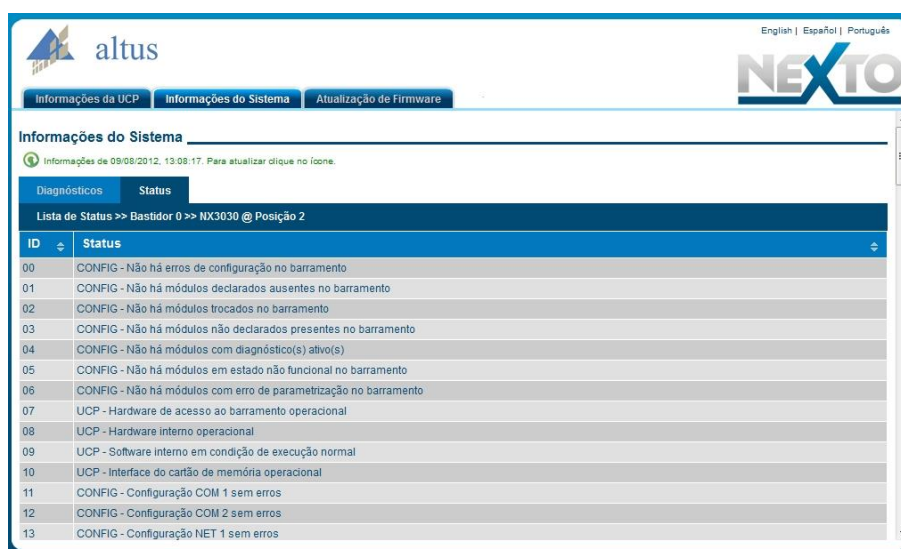 English | Español | Português
altus
NEXTO
Informações da UCP Informações do Sistema Atualização de Firmware
Informações do Sistema
Informações de 09/08/2012, 13:08:17. Para atualizar clique no ícone.
Diagnósticos Status
Lista de Status >> Bastidor 0 >> NX3030 @ Posição 2
ID Status
00 CONFIG - Não há erros de configuração no barramento
01 CONFIG - Não há módulos declarados ausentes no barramento
02 CONFIG - Não há módulos trocados no barramento
03 CONFIG - Não há módulos não declarados presentes no barramento
04 CONFIG - Não há módulos com diagnóstico(s) ativo(s)
05 CONFIG - Não há módulos em estado não funcional no barramento
06 CONFIG - Não há módulos com erro de parametrização no barramento
07 UCP - Hardware de acesso ao barramento operacional
08 UCP - Hardware interno operacional
09 UCP - Software interno em condição de execução normal
10 UCP - Interface do cartão de memória operacional
11 CONFIG - Configuração COM 1 sem erros
12 CONFIG - Configuração COM 2 sem erros
13 CONFIG - Configuração NET 1 sem erros